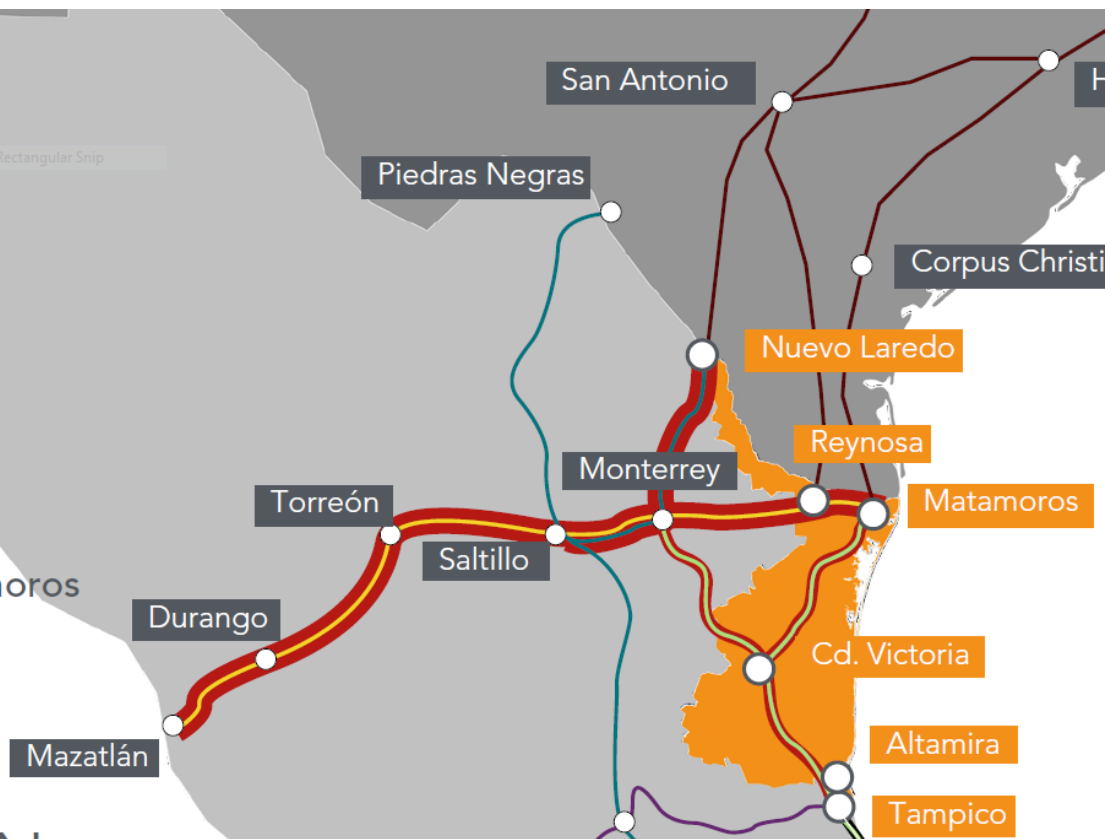 San Antonio
H
Rectangular Snip
Piedras Negras
Corpus Christi
Nuevo Laredo
Reynosa
Monterrey
Torreón
Matamoros
Saltillo
noros
Durango
Cd. Victoria
Mazatlán
Altamira
Tampico